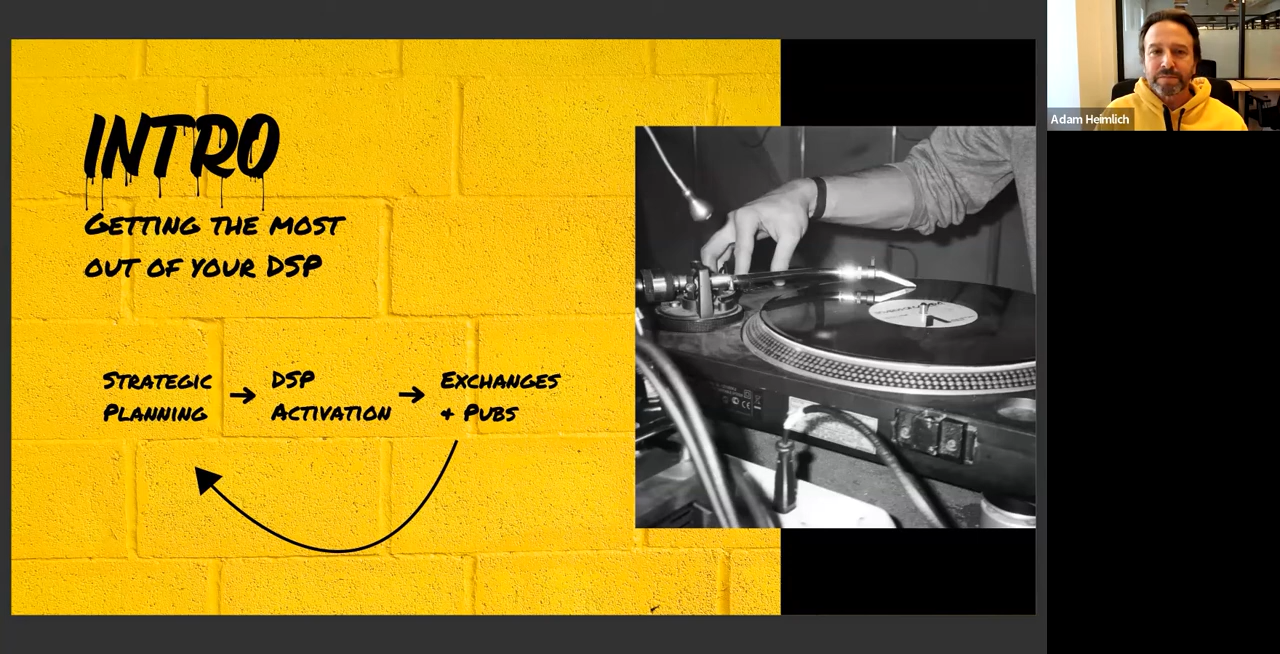 INTRO
Getting the most
out of your DSP
Strategic
Planning
DSP
Activation
Exchanges
+ Pubs
Adam Heimlich